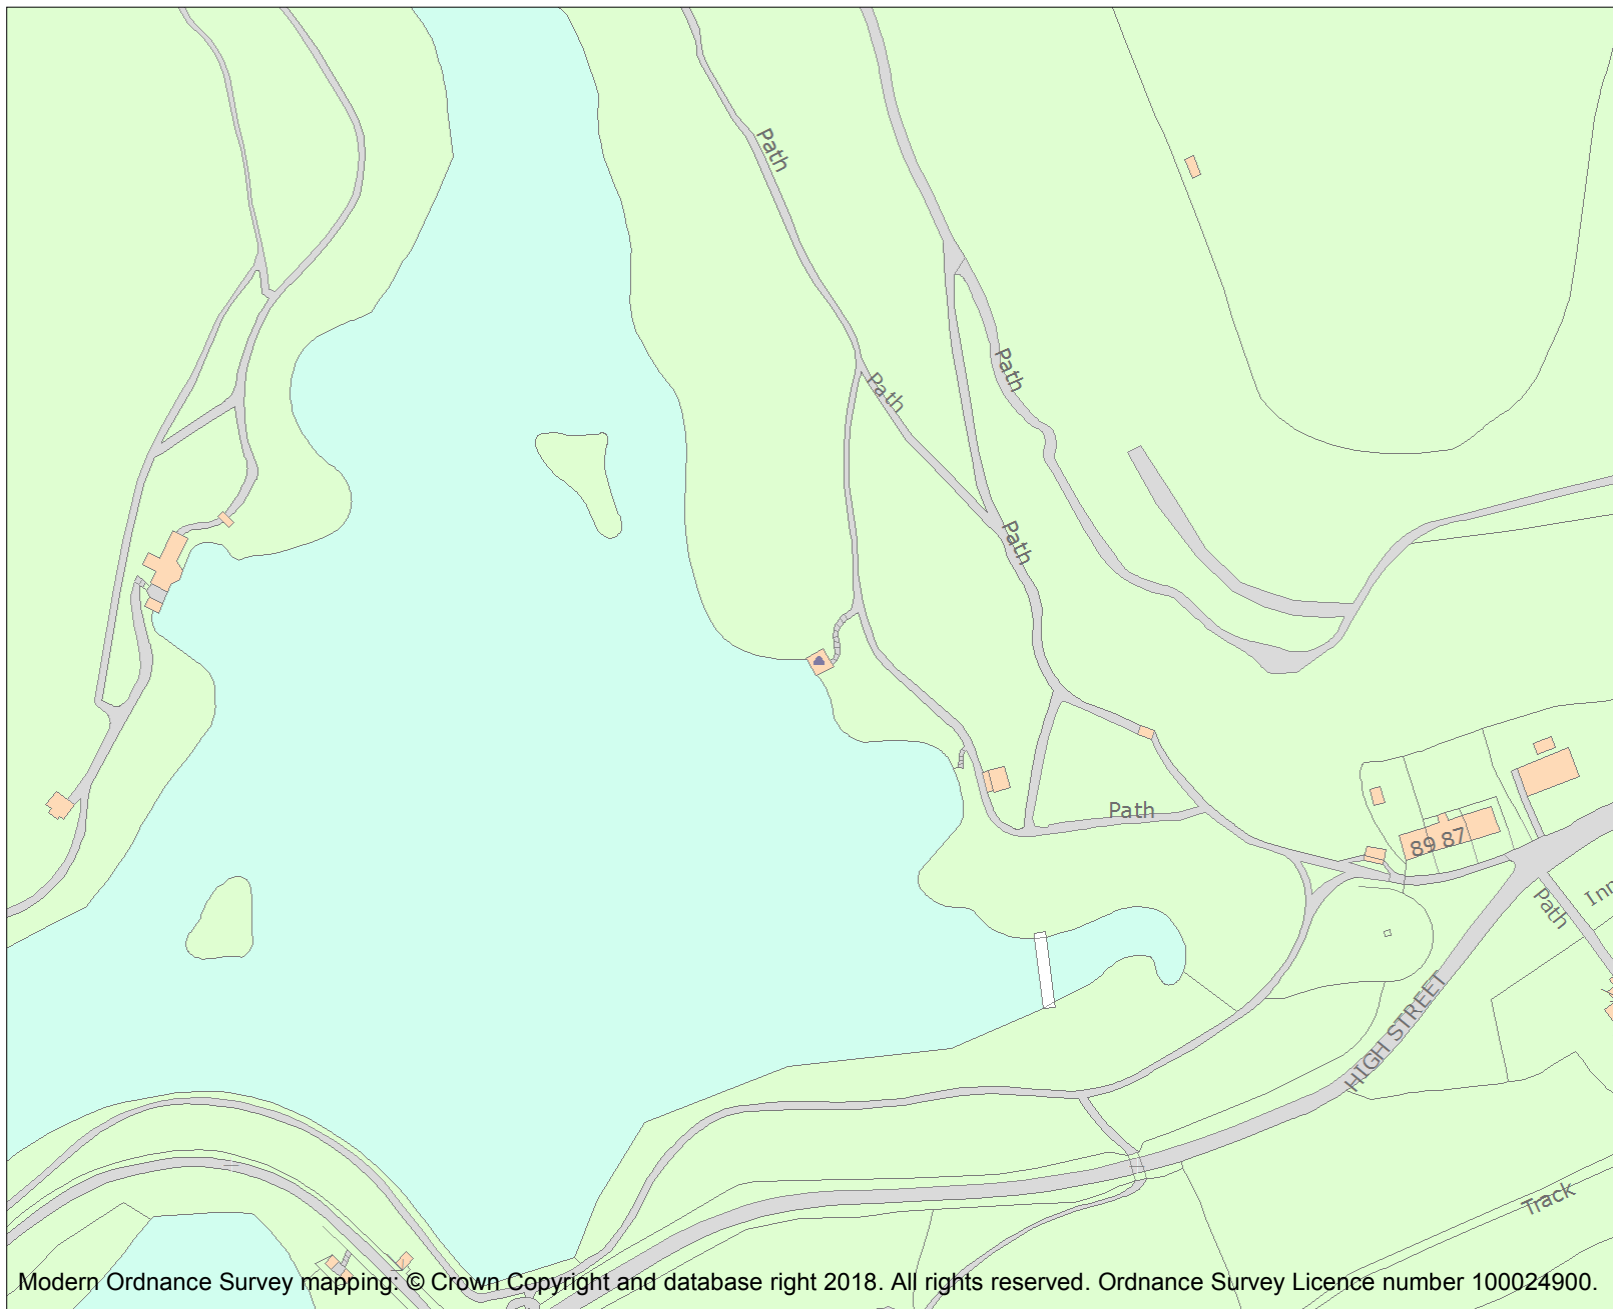 Path
Path
Path
Path
Path
89 87
Path
Inn
HIGH STREET
Track
Modern Ordnance Survey mapping: © Crown Copyright and database right 2018. All rights reserved. Ordnance Survey Licence number 100024900.